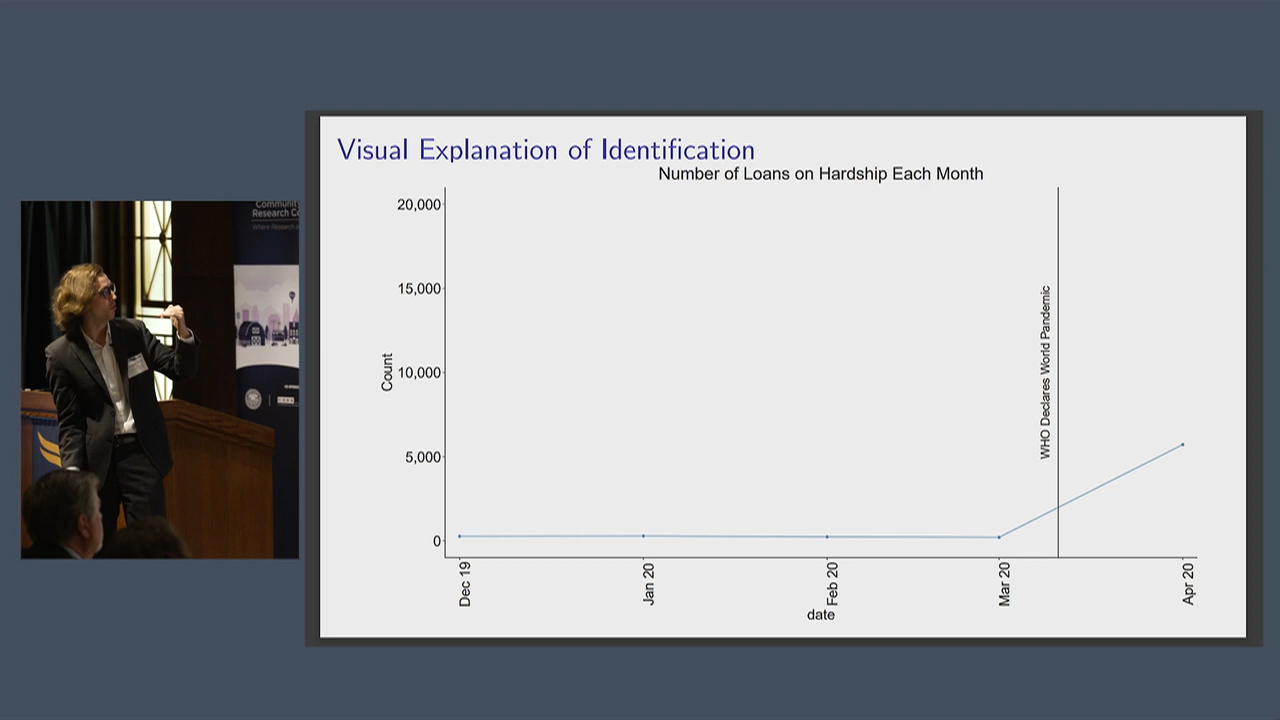 Community
Research Co
Where Research a
Visual Explanation of Identification
Number of Loans on Hardship Each Month
20,000
15,000
10,000
5,000
0
Count
WHO Declares World Pandemic
Dec 19
Jan 20
Feb 20
Mar 20
Apr 20
date